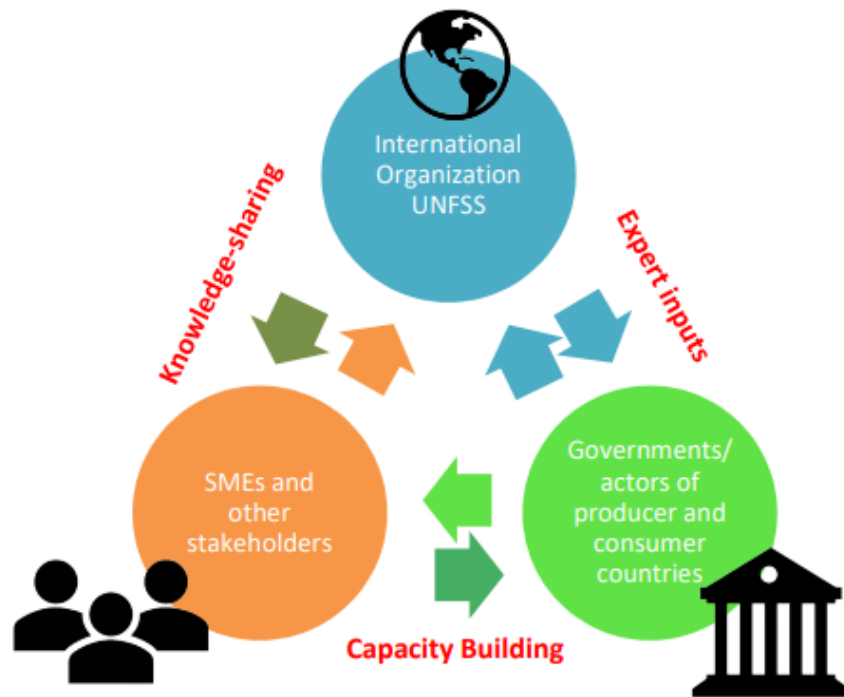 International
Organization
UNFSS
Knowledge-sharing
Expert inputs
SMEs and
other
stakeholders
Governments/
actors of
producer and
consumer
countries
Capacity Building